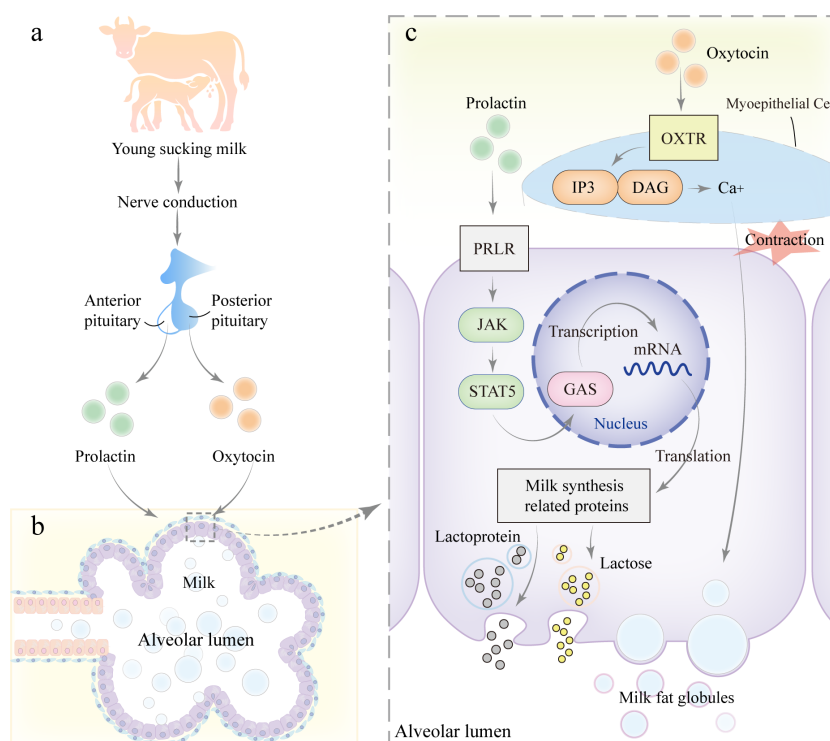 a
Young sucking milk
Nerve conduction
Anterior
pituitary
Posterior
pituitary
Prolactin
Oxytocin
b
Milk
Alveolar lumen
c
Oxytocin
Prolactin
Myoepithelial Ce
OXTR
IP3
DAG
Ca+
Contraction
PRLR
JAK
STAT5
Transcription
mRNA
GAS
Nucleus
Translation
Milk synthesis
related proteins
Lactoprotein
Lactose
Milk fat globules
Alveolar lumen